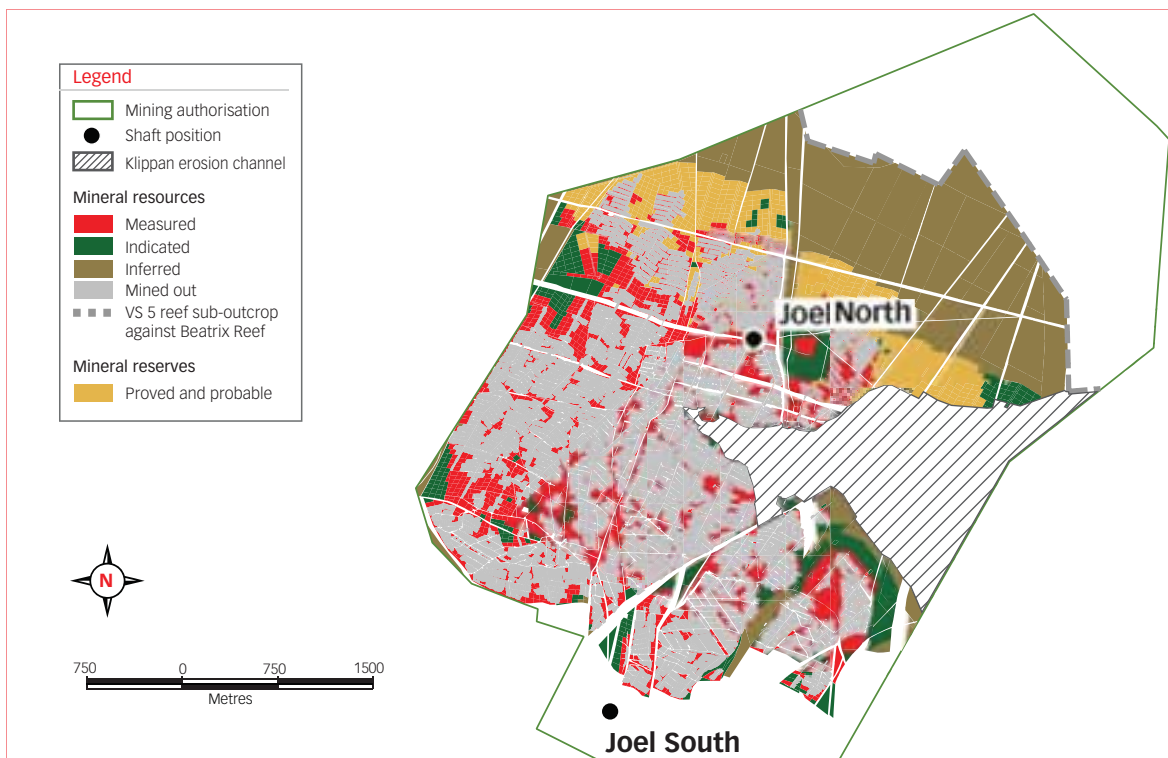 Legend
Mining authorisation
Shaft position
Klippan erosion channel
Mineral resources
Measured
Indicated
Inferred
Mined out
VS 5 reef sub-outcrop
against Beatrix Reef
Mineral reserves
Proved and probable
Joel North
N
750 0 750 1500
Metres
Joel South